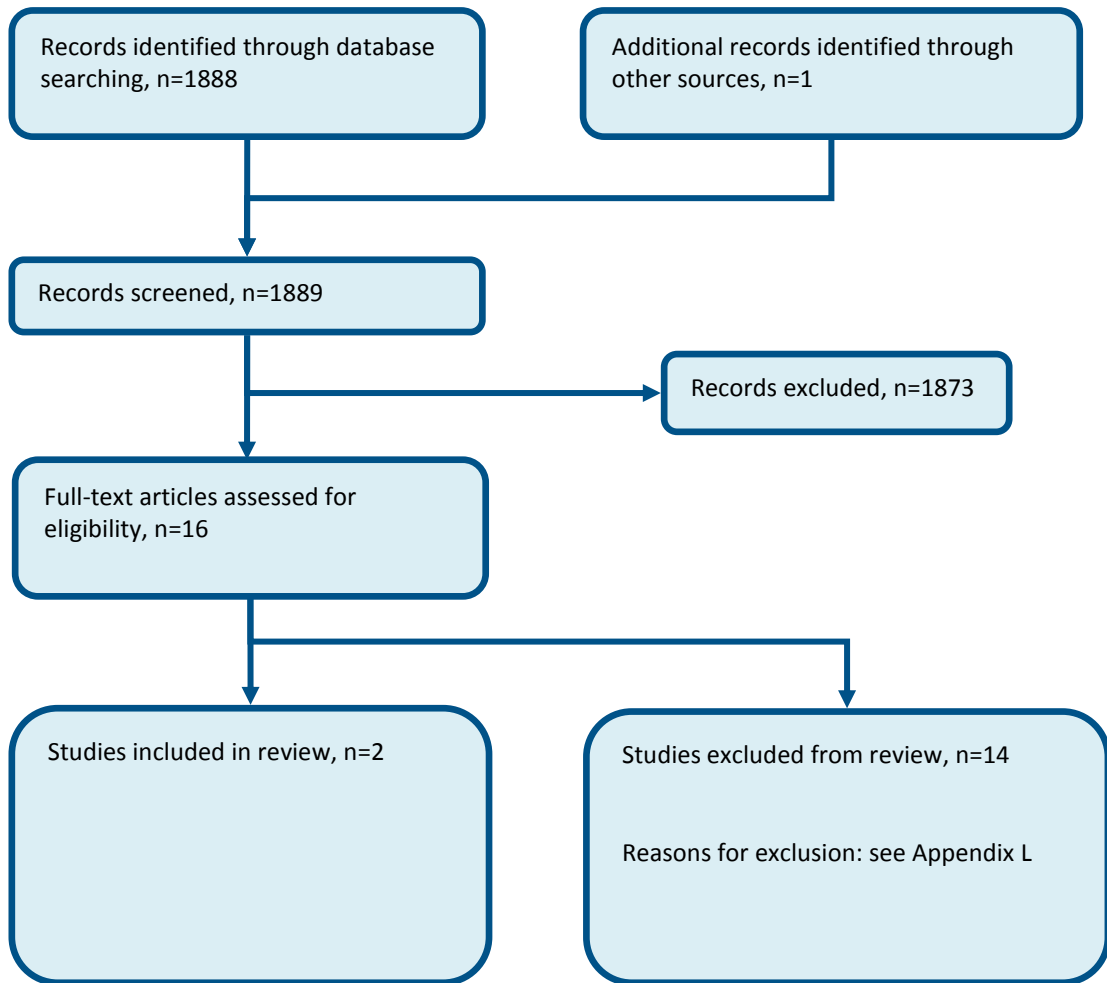 Records identified through database
searching, n=1888
Additional records identified through
other sources, n=1
Records screened, n=1889
Records excluded, n=1873
Full-text articles assessed for
eligibility, n=16
Studies included in review, n=2
Studies excluded from review, n=14
Reasons for exclusion: see Appendix L